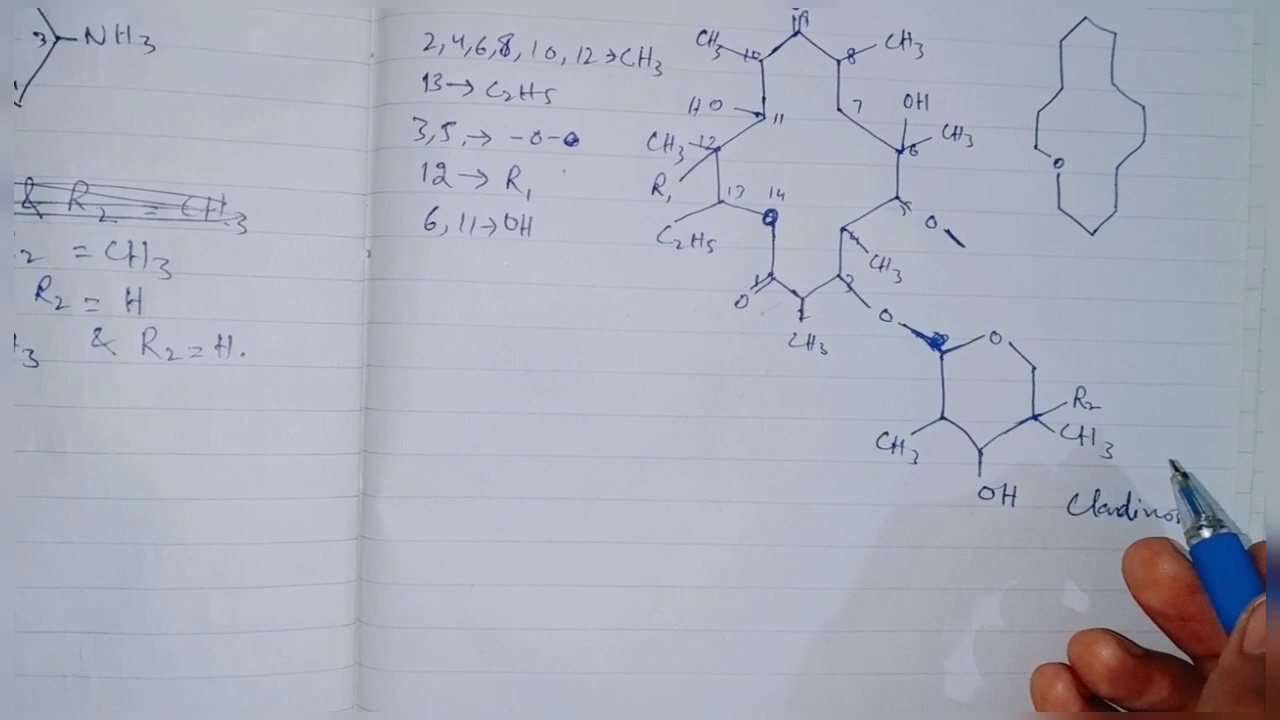 3 NH3
& R2 = CH3
2 = CH3
R2 = H
3 & R2 = H.
2, 4, 6, 8, 10, 12 → CH3
13 → C2H5
3, 5, → -O-
12 → R1
6, 11 → OH
CH3 10 8 CH3
HO 11 7 OH
CH3 12 6 CH3
R1
13 14
C2H5 5 O
CH3
O 1 3
CH3 O
O
R2
CH3 CH3
OH